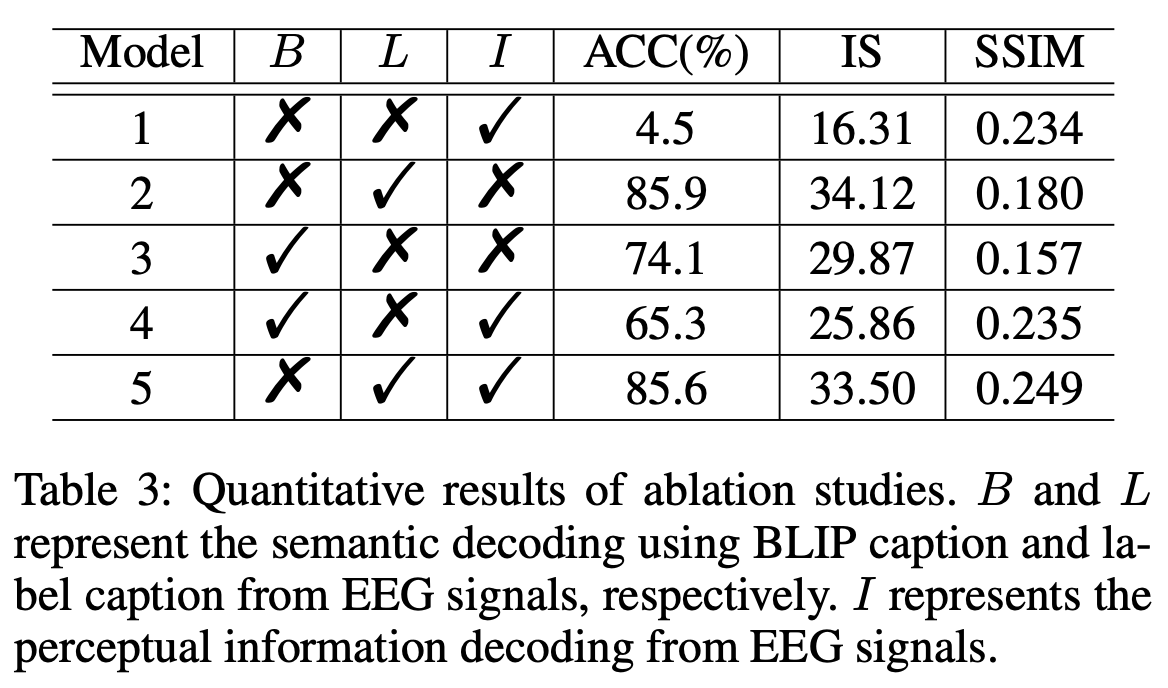 Model B L I ACC(%) IS SSIM
1 ✗ ✗ ✓ 4.5 16.31 0.234
2 ✗ ✓ ✗ 85.9 34.12 0.180
3 ✓ ✗ ✗ 74.1 29.87 0.157
4 ✓ ✗ ✓ 65.3 25.86 0.235
5 ✗ ✓ ✓ 85.6 33.50 0.249
Table 3: Quantitative results of ablation studies. B and L
represent the semantic decoding using BLIP caption and la-
bel caption from EEG signals, respectively. I represents the
perceptual information decoding from EEG signals.